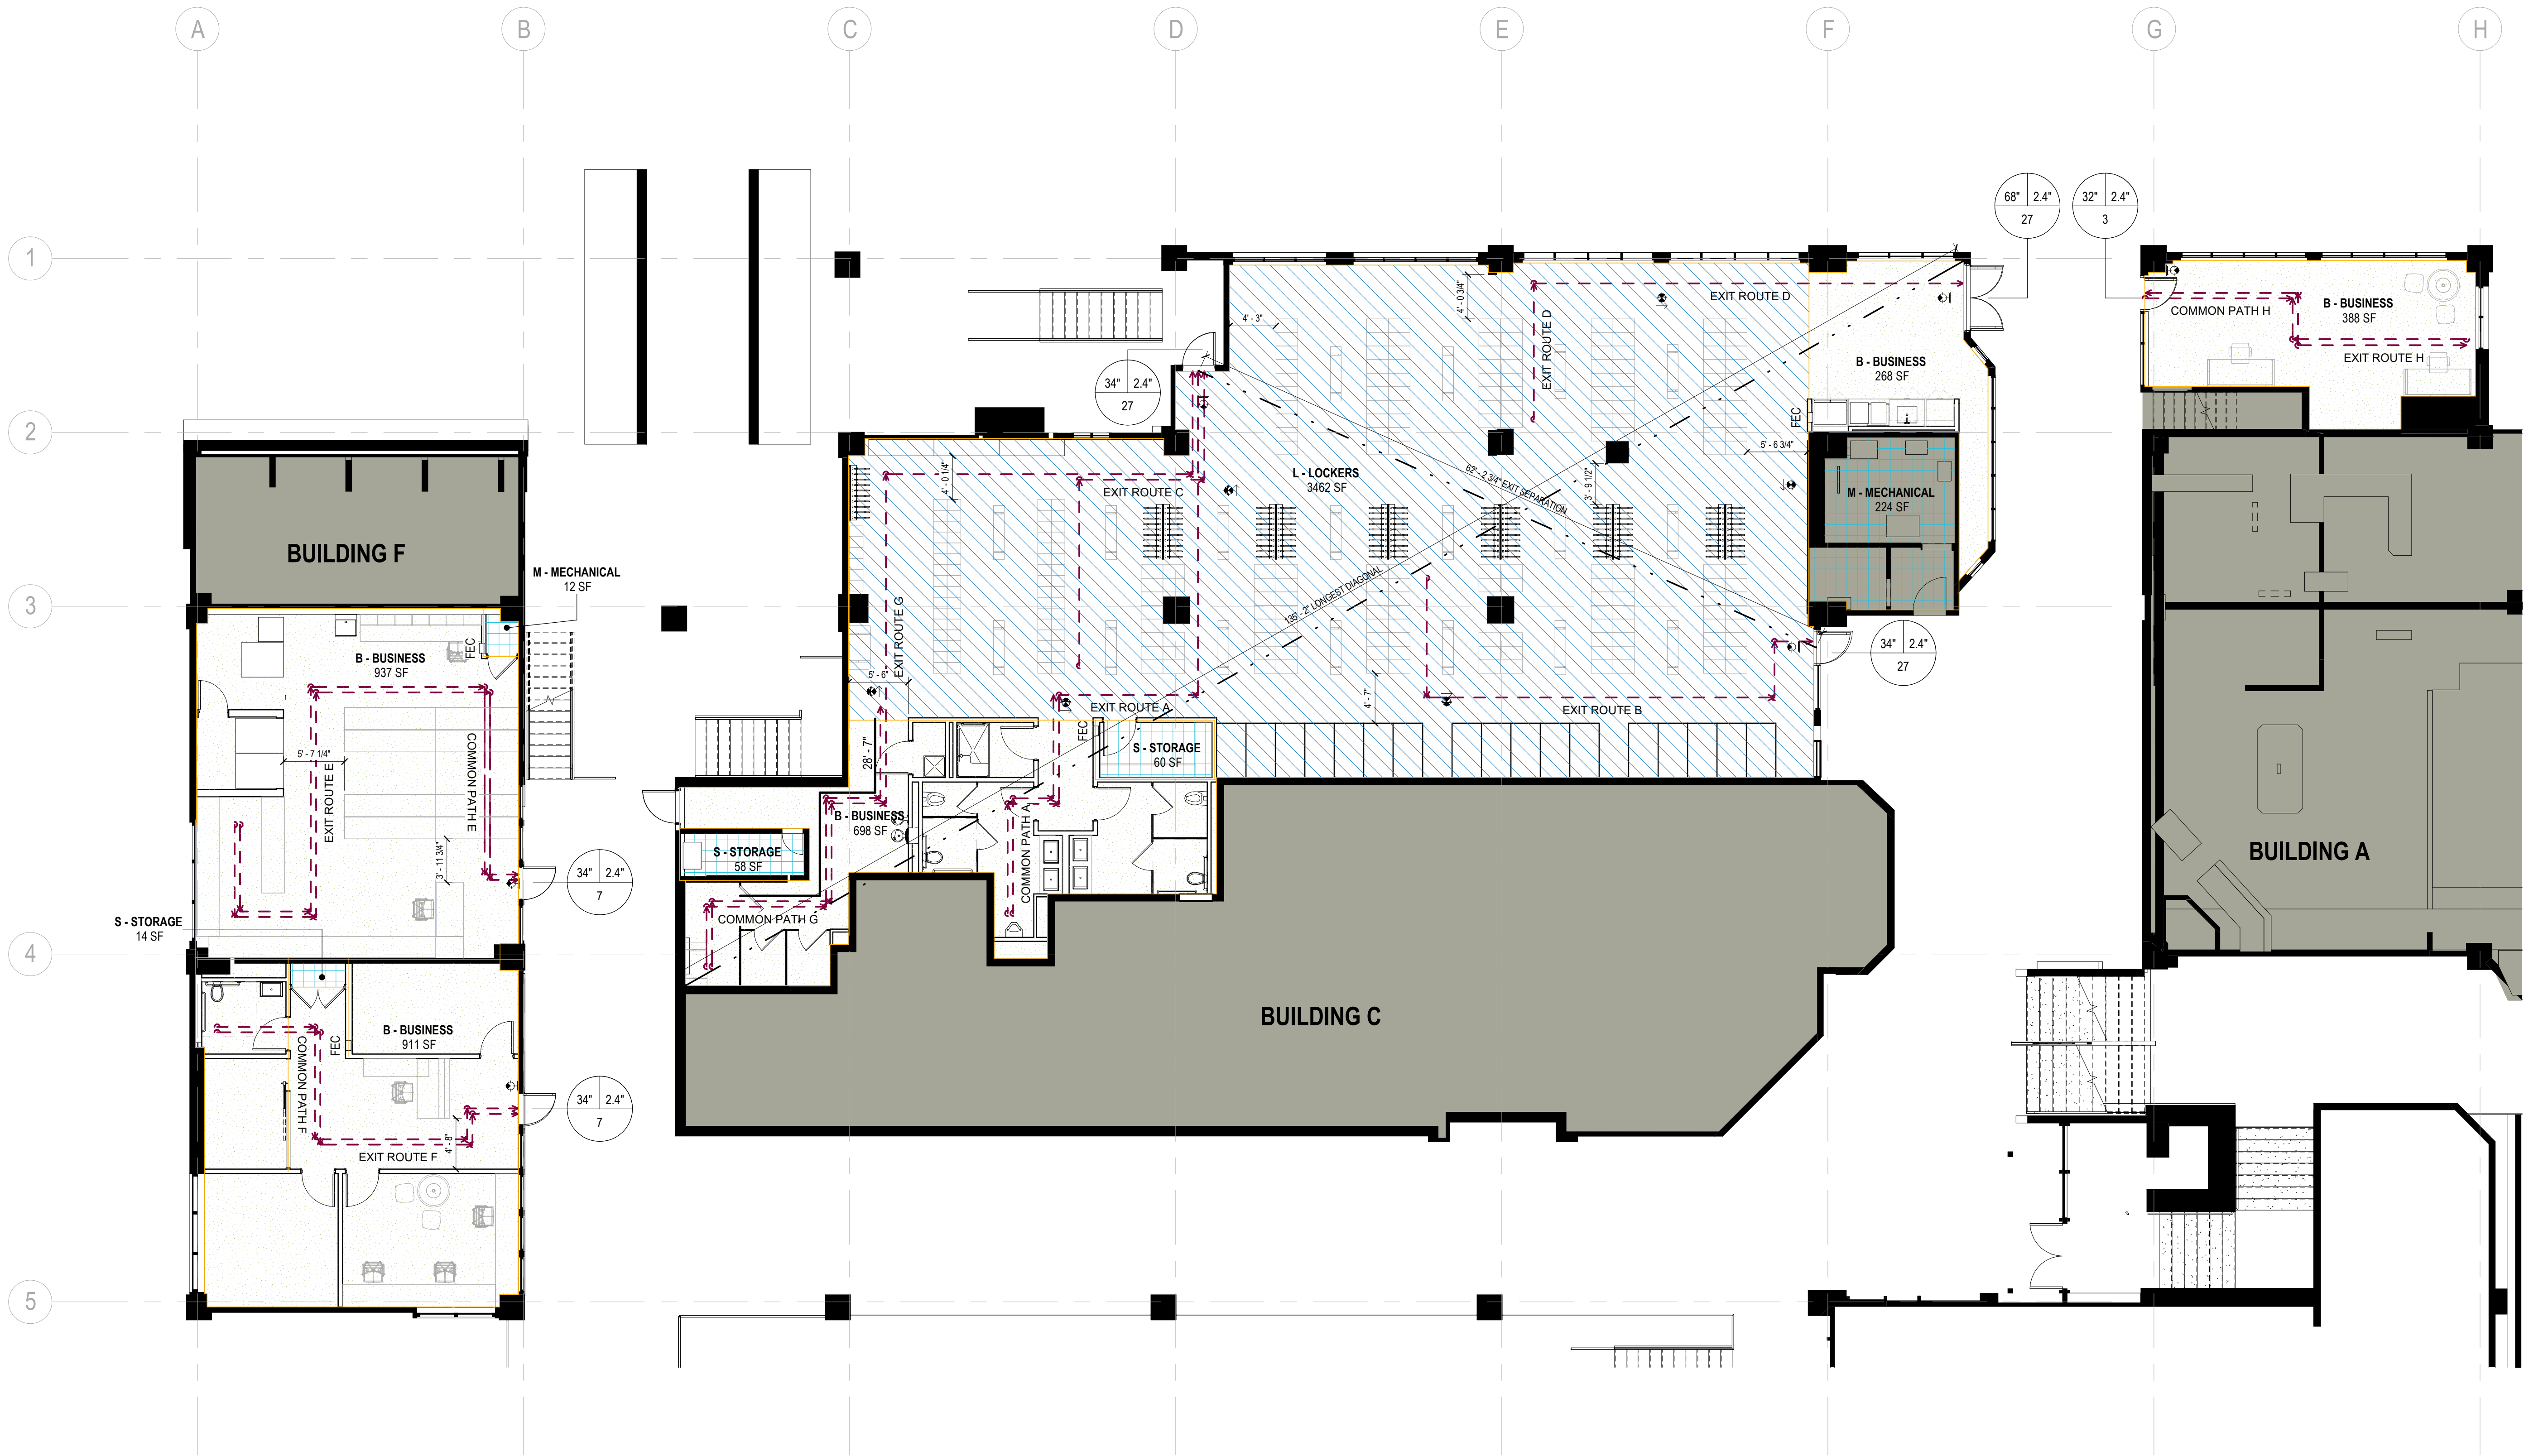 A
B
C
D
E
F
G
H
1
2
3
4
5
68" 2.4"
27
32" 2.4"
3
34" 2.4"
27
34" 2.4"
27
34" 2.4"
7
34" 2.4"
7
EXIT ROUTE D
EXIT ROUTE D
4' - 0 3/4"
4' - 3"
B - BUSINESS
268 SF
FEC
5' - 6 3/4"
M - MECHANICAL
224 SF
COMMON PATH H
B - BUSINESS
388 SF
EXIT ROUTE H
L - LOCKERS
3462 SF
62' - 2 3/4" EXIT SEPARATION
3' - 9 1/2"
135' - 2" LONGEST DIAGONAL
EXIT ROUTE C
4' - 0 1/4"
EXIT ROUTE G
5' - 6"
EXIT ROUTE A
EXIT ROUTE B
4' - 7"
FEC
28' - 7"
S - STORAGE
60 SF
B - BUSINESS
698 SF
S - STORAGE
58 SF
COMMON PATH A
COMMON PATH G
BUILDING C
BUILDING A
BUILDING F
M - MECHANICAL
12 SF
FEC
B - BUSINESS
937 SF
5' - 7 1/4"
EXIT ROUTE E
COMMON PATH E
3' - 11 3/4"
S - STORAGE
14 SF
B - BUSINESS
911 SF
FEC
COMMON PATH F
4' - 8"
EXIT ROUTE F